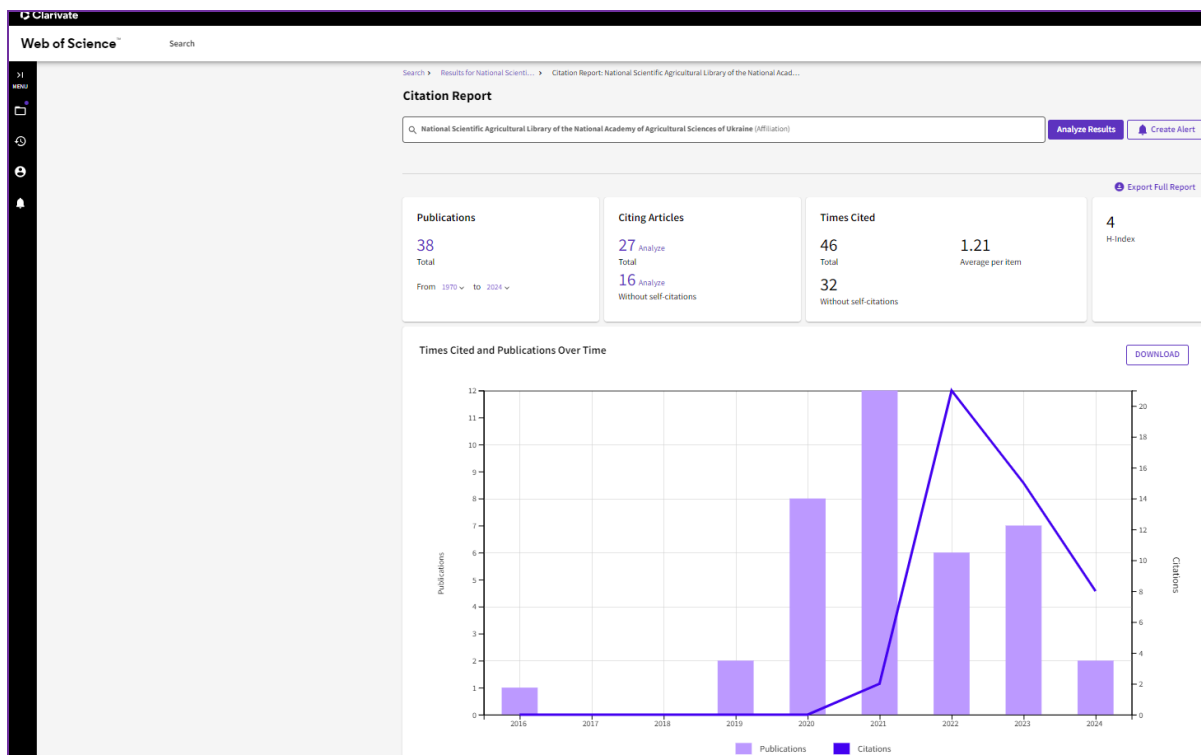 Clarivate
Web of Science™ Search
MENU
Search > Results for National Scienti... > Citation Report: National Scientific Agricultural Library of the National Acad...
Citation Report
National Scientific Agricultural Library of the National Academy of Agricultural Sciences of Ukraine (Affiliation)
Analyze Results
Create Alert
Export Full Report
Publications
38
Total
From 1970 to 2024
Citing Articles
27 Analyze
Total
16 Analyze
Without self-citations
Times Cited
46 1.21
Total Average per item
32
Without self-citations
4
H-Index
Times Cited and Publications Over Time
DOWNLOAD
12
11
10
9
8
7
6
5
4
3
2
1
0
Publications
20
18
16
14
12
10
8
6
4
2
0
Citations
2016 2017 2018 2019 2020 2021 2022 2023 2024
Publications Citations